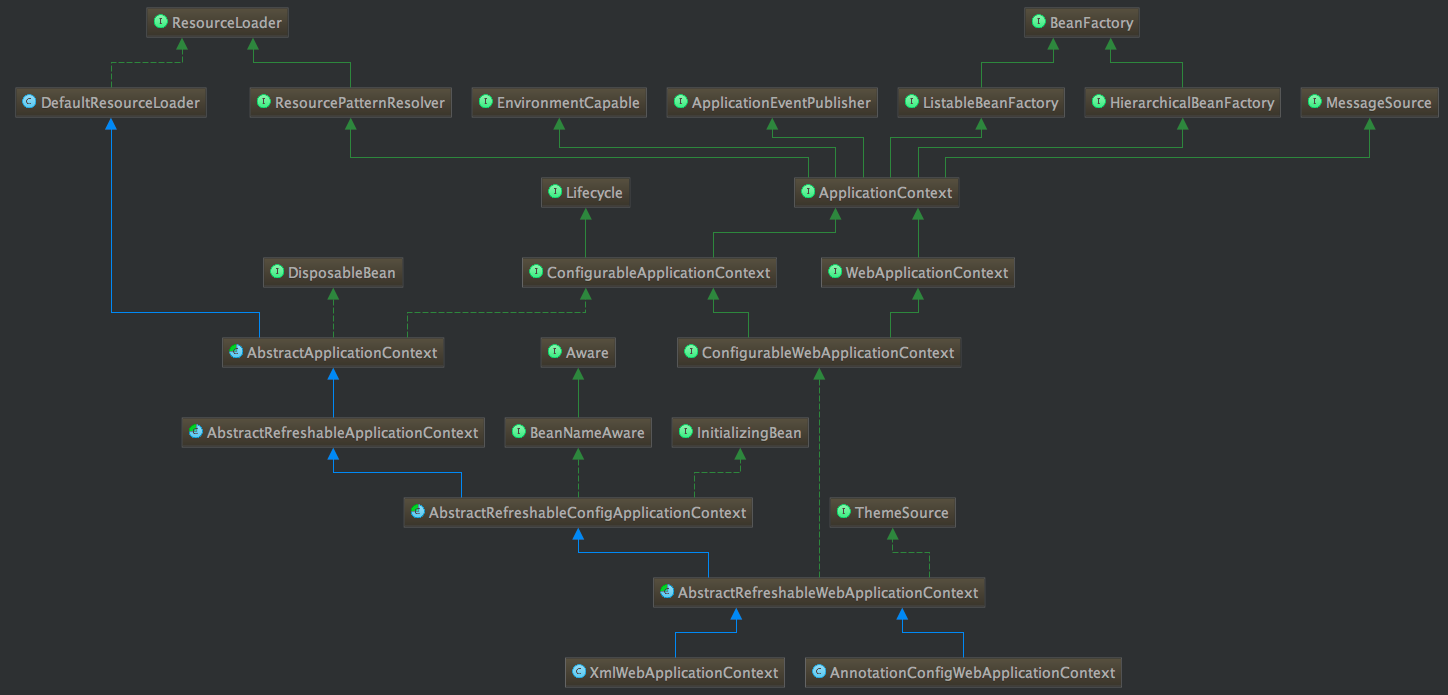 ResourceLoader
BeanFactory
DefaultResourceLoader
ResourcePatternResolver
EnvironmentCapable
ApplicationEventPublisher
ListableBeanFactory
HierarchicalBeanFactory
MessageSource
Lifecycle
ApplicationContext
DisposableBean
ConfigurableApplicationContext
WebApplicationContext
AbstractApplicationContext
Aware
ConfigurableWebApplicationContext
AbstractRefreshableApplicationContext
BeanNameAware
InitializingBean
AbstractRefreshableConfigApplicationContext
ThemeSource
AbstractRefreshableWebApplicationContext
XmlWebApplicationContext
AnnotationConfigWebApplicationContext